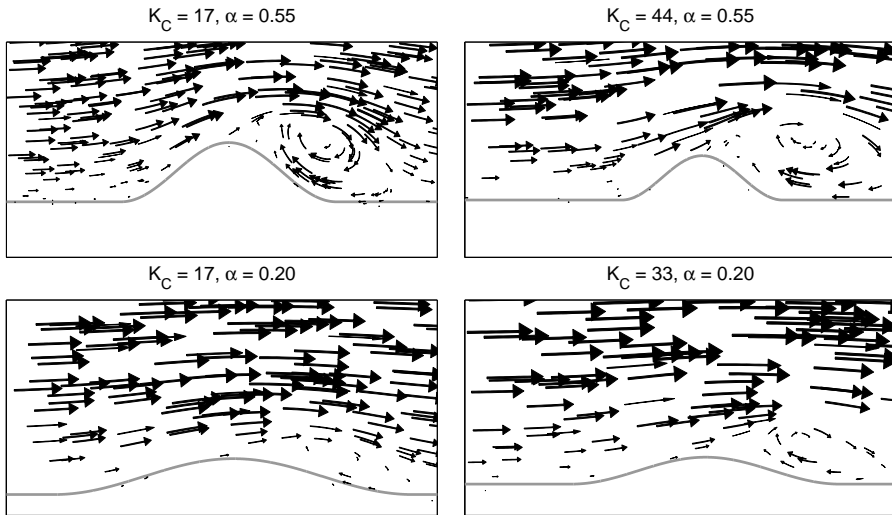 K_C = 17, α = 0.55
K_C = 44, α = 0.55
K_C = 17, α = 0.20
K_C = 33, α = 0.20